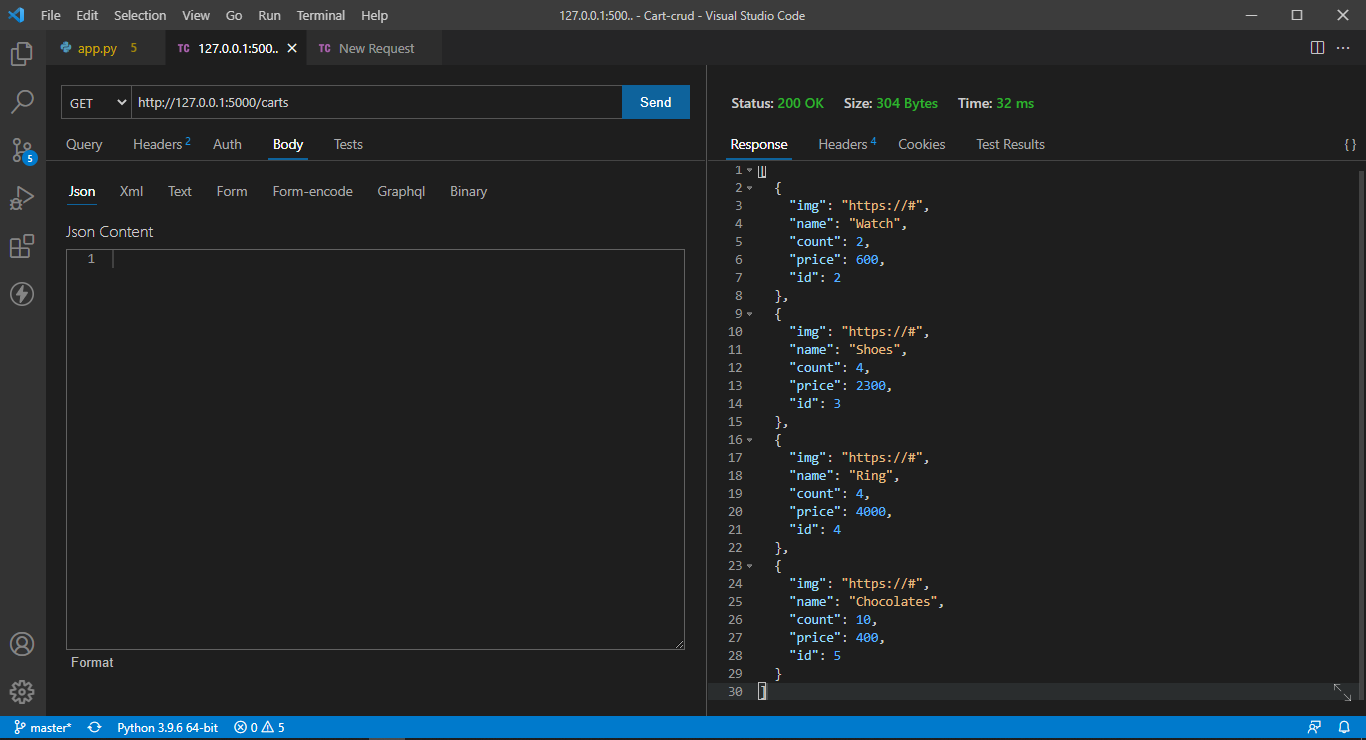 File Edit Selection View Go Run Terminal Help
127.0.0.1:500.. - Cart-crud - Visual Studio Code
app.py 5
TC 127.0.0.1:500..
TC New Request
GET http://127.0.0.1:5000/carts Send
Query Headers 2 Auth Body Tests
Json Xml Text Form Form-encode Graphql Binary
Json Content
1
Format
5
Status: 200 OK Size: 304 Bytes Time: 32 ms
Response Headers 4 Cookies Test Results { }
1 [
2 {
3 "img": "https://#",
4 "name": "Watch",
5 "count": 2,
6 "price": 600,
7 "id": 2
8 },
9 {
10 "img": "https://#",
11 "name": "Shoes",
12 "count": 4,
13 "price": 2300,
14 "id": 3
15 },
16 {
17 "img": "https://#",
18 "name": "Ring",
19 "count": 4,
20 "price": 4000,
21 "id": 4
22 },
23 {
24 "img": "https://#",
25 "name": "Chocolates",
26 "count": 10,
27 "price": 400,
28 "id": 5
29 }
30 ]
master* Python 3.9.6 64-bit 0 5